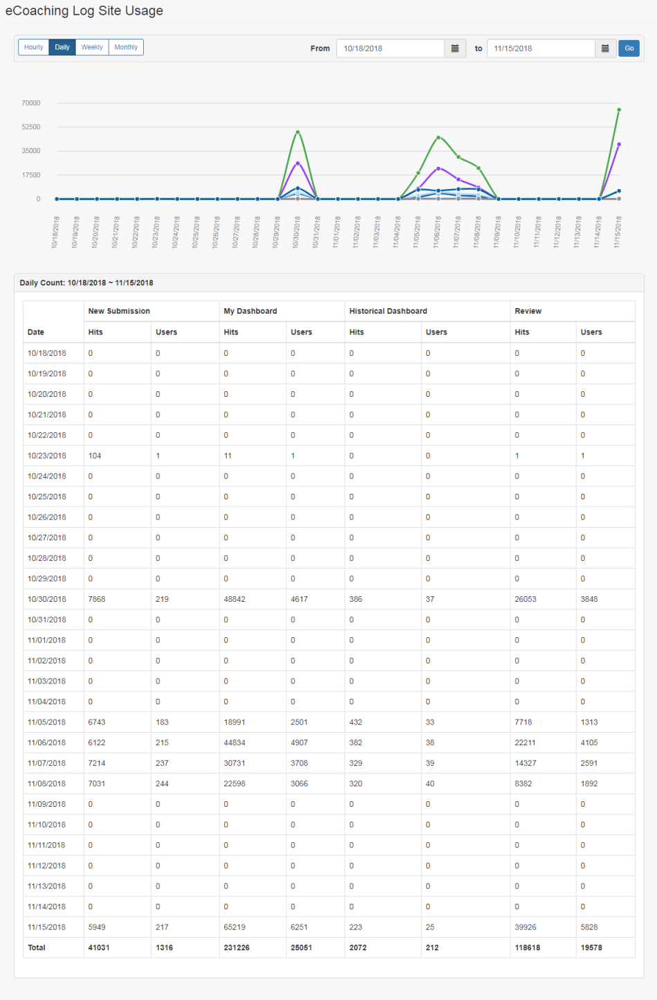 eCoaching Log Site Usage
Hourly Daily Weekly Monthly From 10/18/2018 to 11/15/2018 Go
70000
52500
35000
17500
0
10/18/2018 10/19/2018 10/20/2018 10/21/2018 10/22/2018 10/23/2018 10/24/2018 10/25/2018 10/26/2018 10/27/2018 10/28/2018 10/29/2018 10/30/2018 10/31/2018 11/01/2018 11/02/2018 11/03/2018 11/04/2018 11/05/2018 11/06/2018 11/07/2018 11/08/2018 11/09/2018 11/10/2018 11/11/2018 11/12/2018 11/13/2018 11/14/2018 11/15/2018
Daily Count: 10/18/2018 ~ 11/15/2018
New Submission My Dashboard Historical Dashboard Review
Date Hits Users Hits Users Hits Users Hits Users
10/18/2018 0 0 0 0 0 0 0 0
10/19/2018 0 0 0 0 0 0 0 0
10/20/2018 0 0 0 0 0 0 0 0
10/21/2018 0 0 0 0 0 0 0 0
10/22/2018 0 0 0 0 0 0 0 0
10/23/2018 104 1 11 1 0 0 1 1
10/24/2018 0 0 0 0 0 0 0 0
10/25/2018 0 0 0 0 0 0 0 0
10/26/2018 0 0 0 0 0 0 0 0
10/27/2018 0 0 0 0 0 0 0 0
10/28/2018 0 0 0 0 0 0 0 0
10/29/2018 0 0 0 0 0 0 0 0
10/30/2018 7868 219 48842 4617 386 37 26053 3848
10/31/2018 0 0 0 0 0 0 0 0
11/01/2018 0 0 0 0 0 0 0 0
11/02/2018 0 0 0 0 0 0 0 0
11/03/2018 0 0 0 0 0 0 0 0
11/04/2018 0 0 0 0 0 0 0 0
11/05/2018 6743 183 18991 2501 432 33 7718 1313
11/06/2018 6122 215 44834 4907 382 38 22211 4105
11/07/2018 7214 237 30731 3708 329 39 14327 2591
11/08/2018 7031 244 22598 3066 320 40 8382 1892
11/09/2018 0 0 0 0 0 0 0 0
11/10/2018 0 0 0 0 0 0 0 0
11/11/2018 0 0 0 0 0 0 0 0
11/12/2018 0 0 0 0 0 0 0 0
11/13/2018 0 0 0 0 0 0 0 0
11/14/2018 0 0 0 0 0 0 0 0
11/15/2018 5949 217 65219 6251 223 25 39926 5828
Total 41031 1316 231226 25051 2072 212 118618 19578